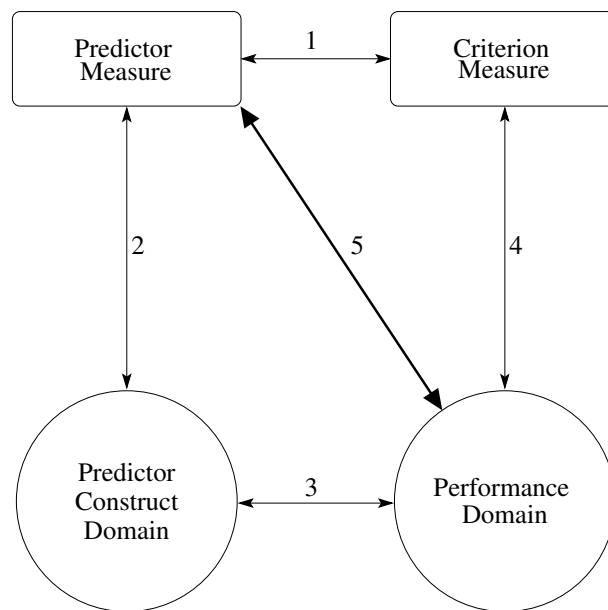 Predictor
Measure
1
Criterion
Measure
2
5
4
Predictor
Construct
Domain
3
Performance
Domain